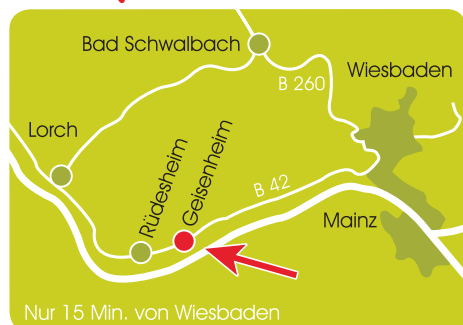 Bad Schwalbach
Wiesbaden
B 260
Lorch
Rüdesheim
Geisenheim
B 42
Mainz
Nur 15 Min. von Wiesbaden